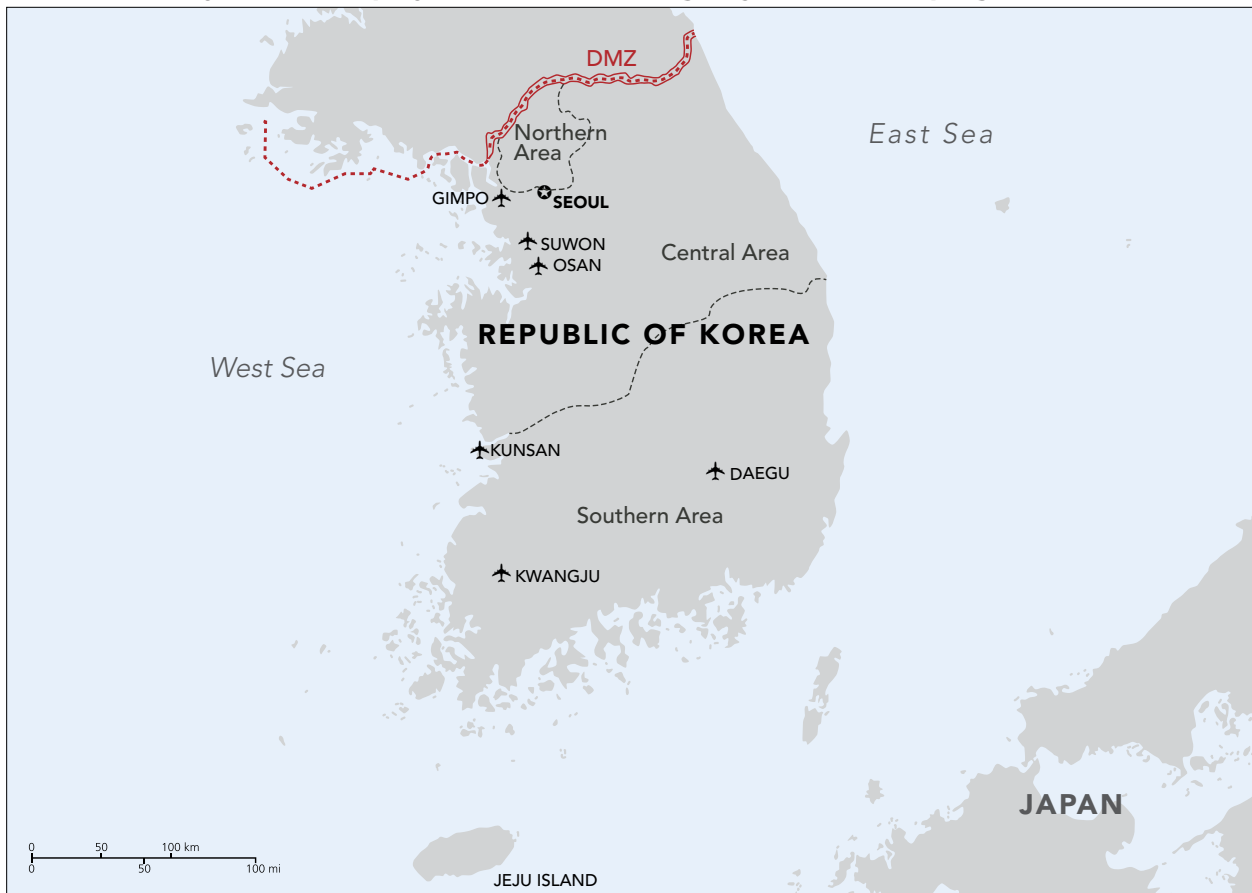 DMZ
East Sea
Northern
Area
GIMPO
SEOUL
SUWON
Central Area
OSAN
REPUBLIC OF KOREA
West Sea
KUNSAN
DAEGU
Southern Area
KWANGJU
JAPAN
0 50 100 km
0 50 100 mi
JEJU ISLAND